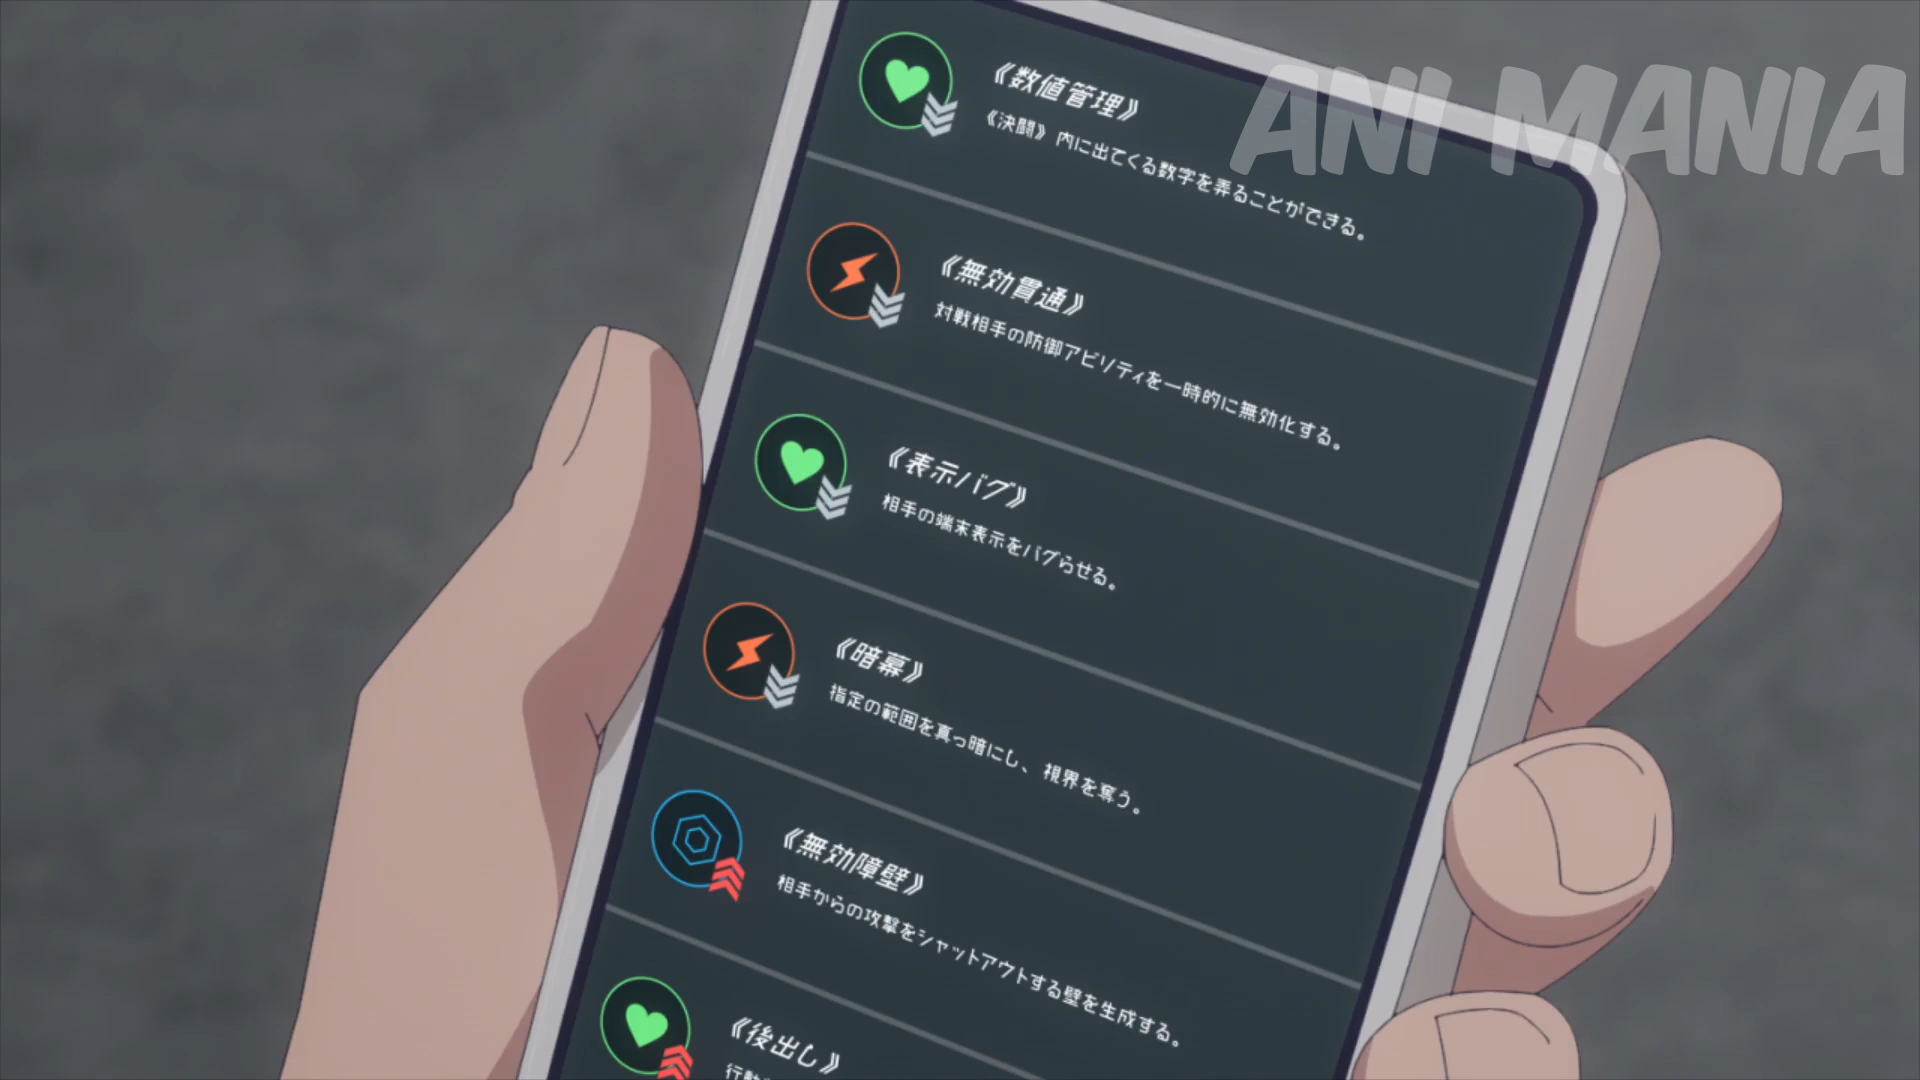 ANI MANIA
《数値管理》
《決闘》内に出てくる数字を弄ることができる。
《無効貫通》
対戦相手の防御アビリティを一時的に無効化する。
《表示バグ》
相手の端末表示をバグらせる。
《暗幕》
指定の範囲を真っ暗にし、視界を奪う。
《無効障壁》
相手からの攻撃をシャットアウトする壁を生成する。
《後出し》
行動